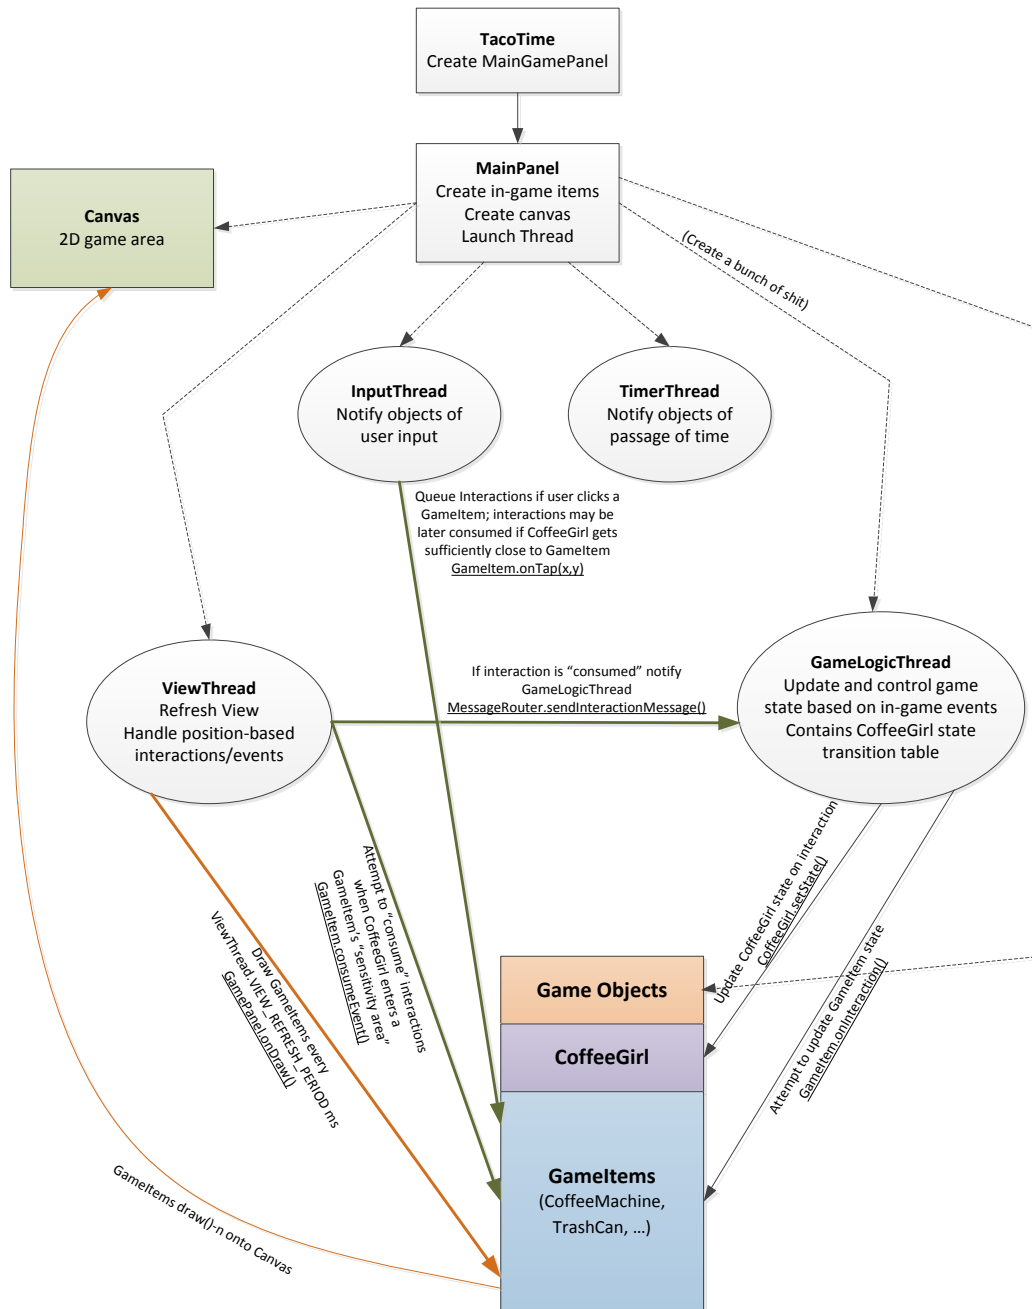 TacoTime
Create MainGamePanel
MainPanel
Create in-game items
Create canvas
Launch Thread
Canvas
2D game area
(Create a bunch of shit)
InputThread
Notify objects of
user input
TimerThread
Notify objects of
passage of time
Queue Interactions if user clicks a
GameItem; interactions may be
later consumed if CoffeeGirl gets
sufficiently close to GameItem
GameItem.onTap(x,y)
ViewThread
Refresh View
Handle position-based
interactions/events
If interaction is “consumed” notify
GameLogicThread
MessageRouter.sendInteractionMessage()
GameLogicThread
Update and control game
state based on in-game events
Contains CoffeeGirl state
transition table
Attempt to “consume” interactions
when CoffeeGirl enters a
GameItem’s “sensitivity area”
GameItem.consumeEvent()
Draw GameItems every
ViewThread.VIEW_REFRESH_PERIOD ms
GamePanel.onDraw()
Update CoffeeGirl state on interaction
CoffeeGirl.setState()
Attempt to update GameItem state
GameItem.onInteraction()
Game Objects
CoffeeGirl
GameItems
(CoffeeMachine,
TrashCan, …)
GameItems draw()-n onto Canvas